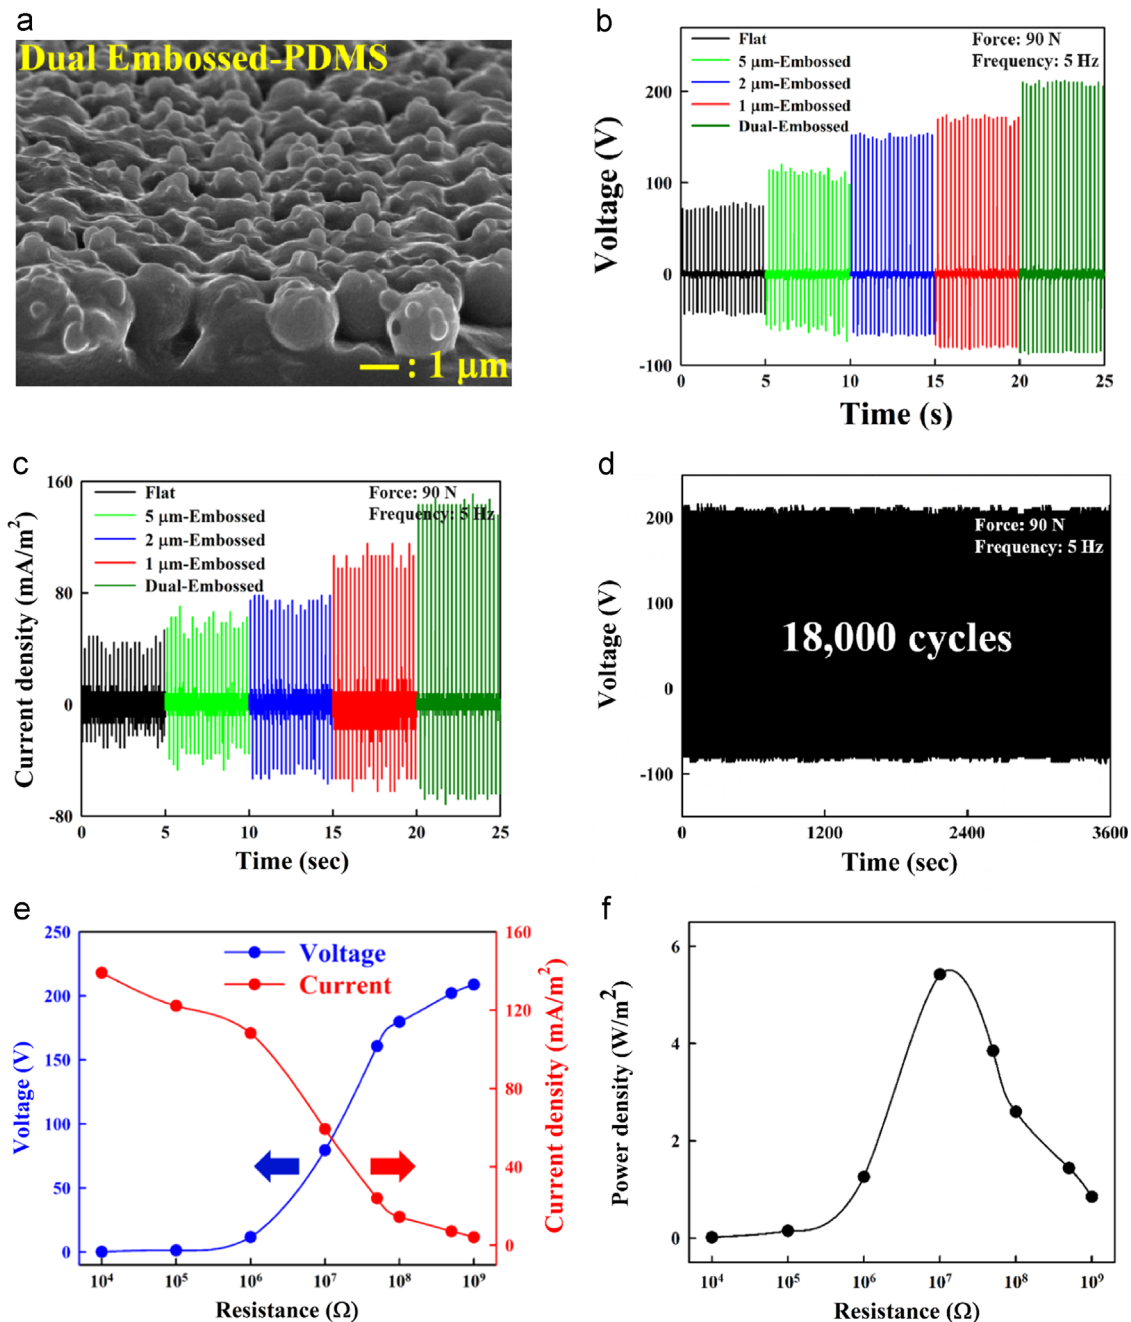 a
Dual Embossed-PDMS
: 1 μm
b
Flat
5 μm-Embossed
2 μm-Embossed
1 μm-Embossed
Dual-Embossed
Force: 90 N
Frequency: 5 Hz
200
100
0
-100
Voltage (V)
0 5 10 15 20 25
Time (s)
c
160
80
0
-80
Current density (mA/m²)
Flat
5 μm-Embossed
2 μm-Embossed
1 μm-Embossed
Dual-Embossed
Force: 90 N
Frequency: 5 Hz
0 5 10 15 20 25
Time (sec)
d
200
100
0
-100
Voltage (V)
Force: 90 N
Frequency: 5 Hz
18,000 cycles
0 1200 2400 3600
Time (sec)
e
250
200
150
100
50
0
Voltage (V)
Voltage
Current
160
120
80
40
0
Current density (mA/m²)
10⁴ 10⁵ 10⁶ 10⁷ 10⁸ 10⁹
Resistance (Ω)
f
6
4
2
0
Power density (W/m²)
10⁴ 10⁵ 10⁶ 10⁷ 10⁸ 10⁹
Resistance (Ω)